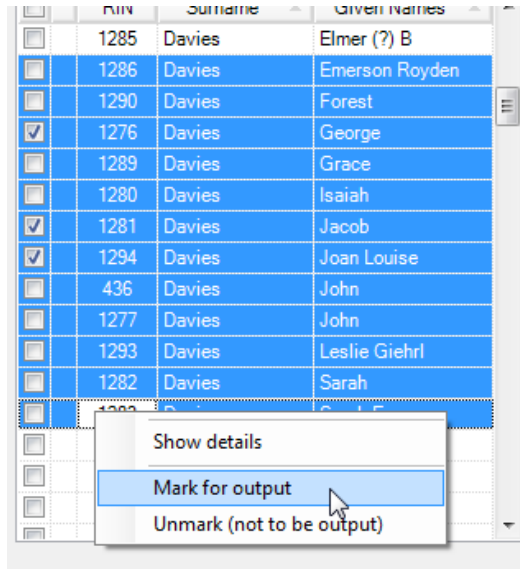 RIN Surname Given Names
1285 Davies Elmer (?) B
1286 Davies Emerson Royden
1290 Davies Forest
1276 Davies George
1289 Davies Grace
1280 Davies Isaiah
1281 Davies Jacob
1294 Davies Joan Louise
436 Davies John
1277 Davies John
1293 Davies Leslie Giehrl
1282 Davies Sarah
Show details
Mark for output
Unmark (not to be output)